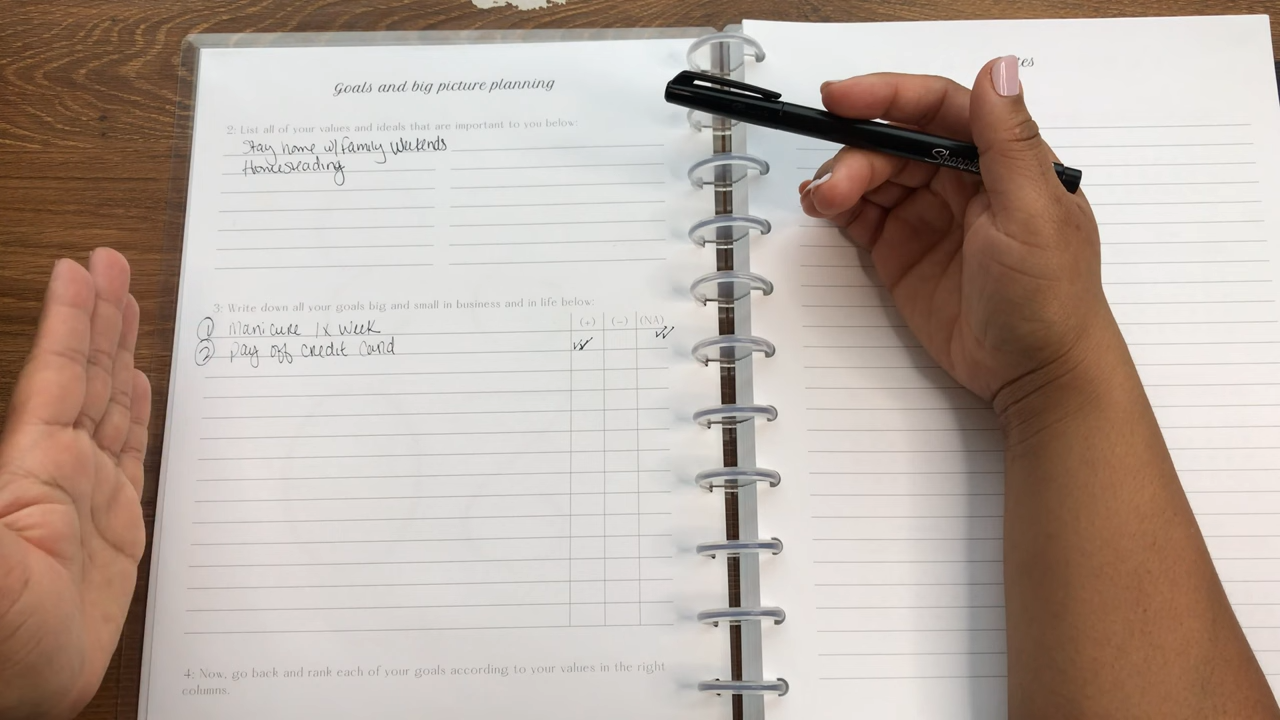 Goals and big picture planning
2: List all of your values and ideals that are important to you below:
Stay home w/ Family Weekends
Homesteading
3: Write down all your goals big and small in business and in life below:
(+) (-) (NA)
① Manicure 1x Week
② Pay off credit card
4: Now, go back and rank each of your goals according to your values in the right
columns.
Sharpie